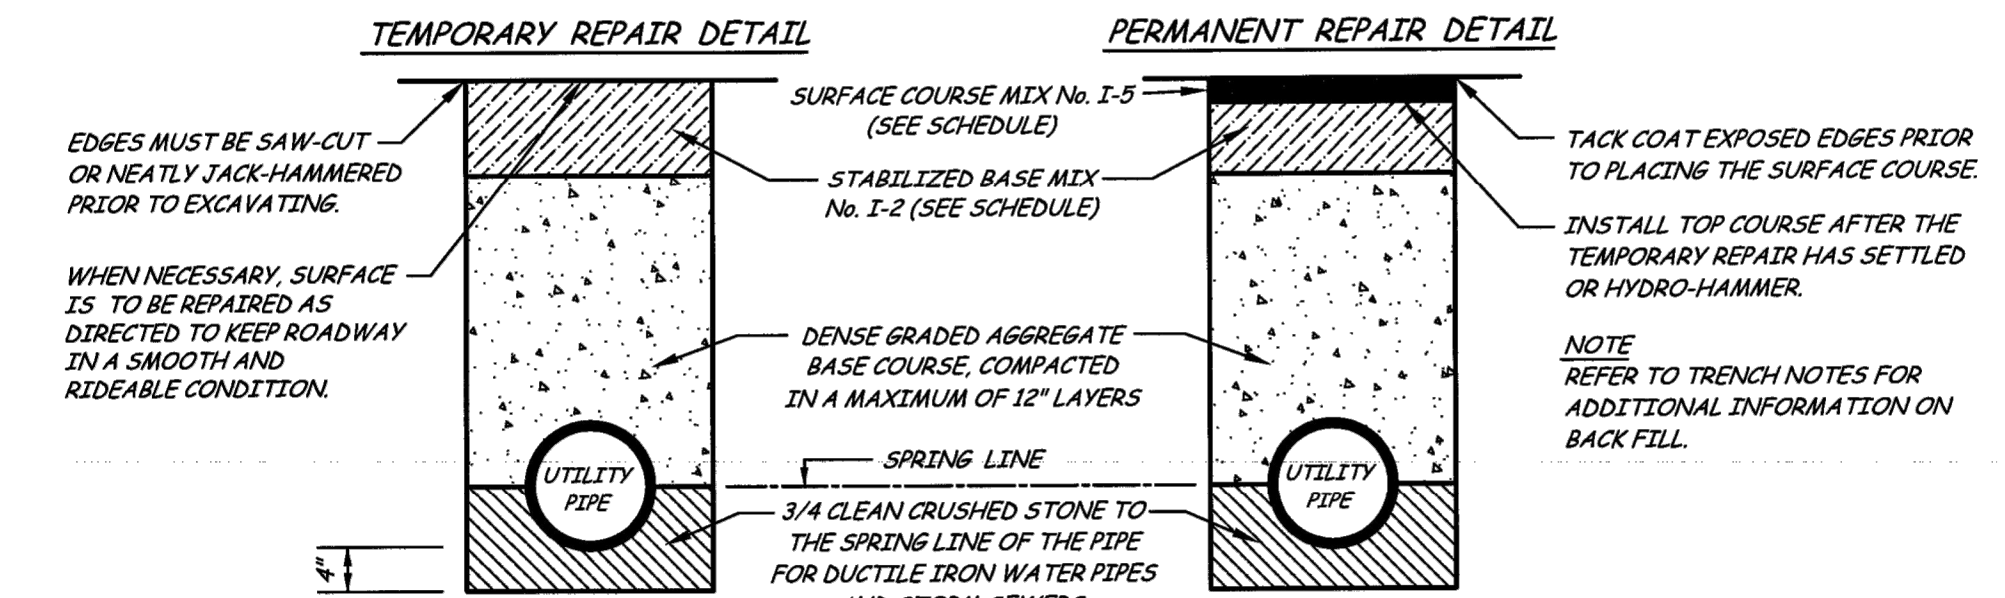 TEMPORARY REPAIR DETAIL
EDGES MUST BE SAW-CUT
OR NEATLY JACK-HAMMERED
PRIOR TO EXCAVATING.
WHEN NECESSARY, SURFACE
IS TO BE REPAIRED AS
DIRECTED TO KEEP ROADWAY
IN A SMOOTH AND
RIDEABLE CONDITION.
4"
UTILITY
PIPE
SURFACE COURSE MIX No. I-5
(SEE SCHEDULE)
STABILIZED BASE MIX
No. I-2 (SEE SCHEDULE)
DENSE GRADED AGGREGATE
BASE COURSE, COMPACTED
IN A MAXIMUM OF 12" LAYERS
SPRING LINE
3/4 CLEAN CRUSHED STONE TO
THE SPRING LINE OF THE PIPE
FOR DUCTILE IRON WATER PIPES
PERMANENT REPAIR DETAIL
UTILITY
PIPE
TACK COAT EXPOSED EDGES PRIOR
TO PLACING THE SURFACE COURSE.
INSTALL TOP COURSE AFTER THE
TEMPORARY REPAIR HAS SETTLED
OR HYDRO-HAMMER.
NOTE
REFER TO TRENCH NOTES FOR
ADDITIONAL INFORMATION ON
BACK FILL.